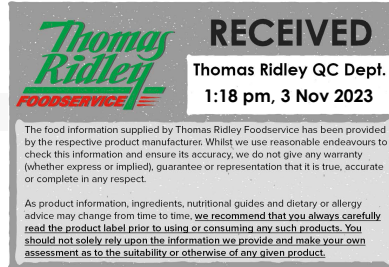 Thomas
Ridley
FOODSERVICE
RECEIVED
Thomas Ridley QC Dept.
1:18 pm, 3 Nov 2023
The food information supplied by Thomas Ridley Foodservice has been provided
by the respective product manufacturer. Whilst we use reasonable endeavours to
check this information and ensure its accuracy, we do not give any warranty
(whether express or implied), guarantee or representation that it is true, accurate
or complete in any respect.
As product information, ingredients, nutritional guides and dietary or allergy
advice may change from time to time, we recommend that you always carefully
read the product label prior to using or consuming any such products. You
should not solely rely upon the information we provide and make your own
assessment as to the suitability or otherwise of any given product.